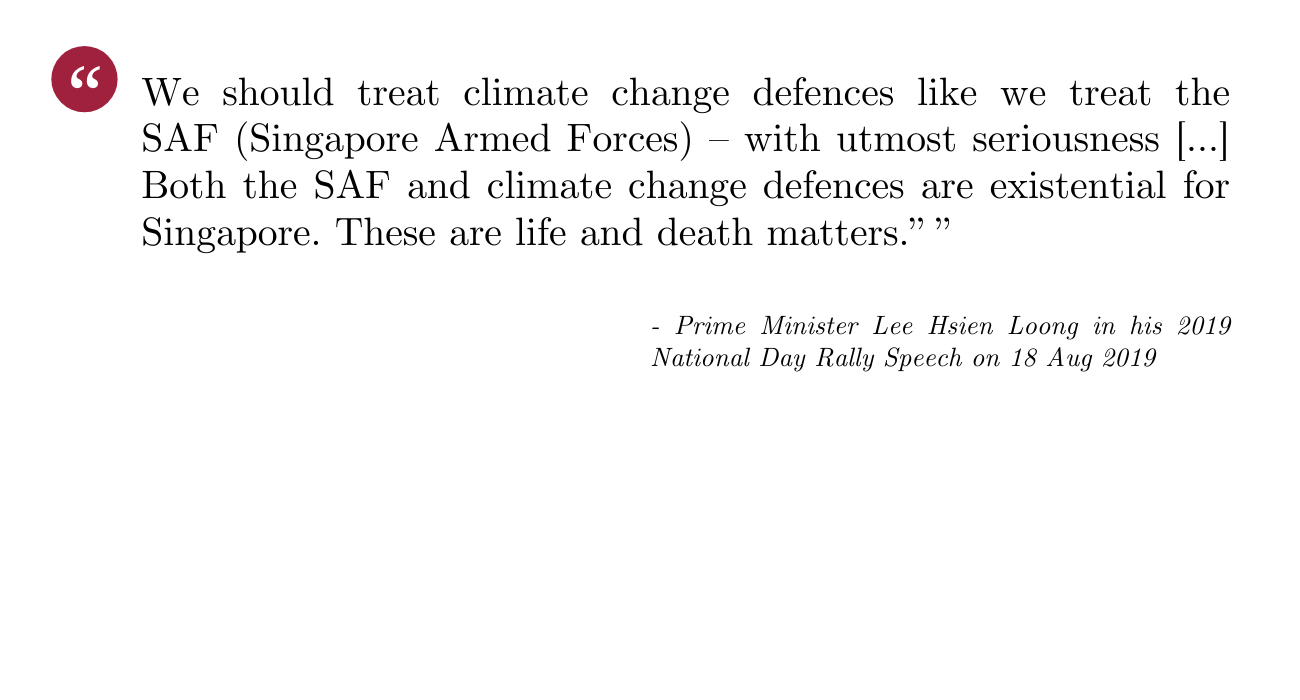 “ We should treat climate change defences like we treat the
SAF (Singapore Armed Forces) – with utmost seriousness [...]
Both the SAF and climate change defences are existential for
Singapore. These are life and death matters.” ”
- Prime Minister Lee Hsien Loong in his 2019
National Day Rally Speech on 18 Aug 2019